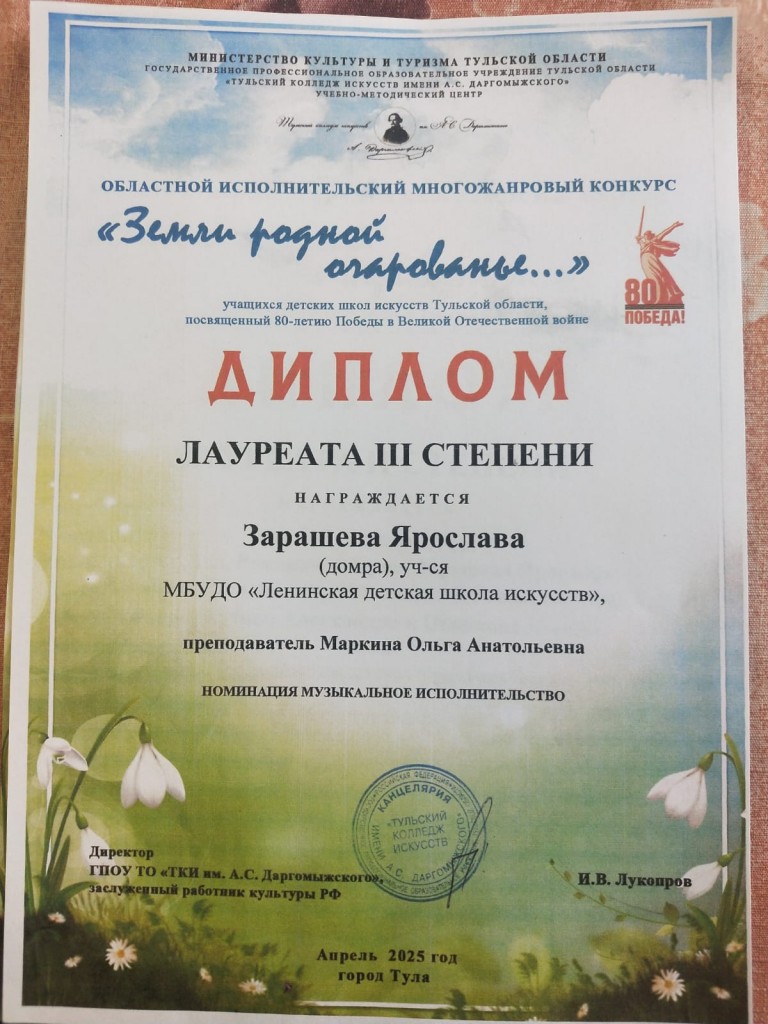 МИНИСТЕРСТВО КУЛЬТУРЫ И ТУРИЗМА ТУЛЬСКОЙ ОБЛАСТИ
ГОСУДАРСТВЕННОЕ ПРОФЕССИОНАЛЬНОЕ ОБРАЗОВАТЕЛЬНОЕ УЧРЕЖДЕНИЕ ТУЛЬСКОЙ ОБЛАСТИ
«ТУЛЬСКИЙ КОЛЛЕДЖ ИСКУССТВ ИМЕНИ А.С. ДАРГОМЫЖСКОГО»
УЧЕБНО-МЕТОДИЧЕСКИЙ ЦЕНТР
ОБЛАСТНОЙ ИСПОЛНИТЕЛЬСКИЙ МНОГОЖАНРОВЫЙ КОНКУРС
«Земли родной
очарованье...»
80
ПОБЕДА!
учащихся детских школ искусств Тульской области,
посвященный 80-летию Победы в Великой Отечественной войне
ДИПЛОМ
ЛАУРЕАТА III СТЕПЕНИ
НАГРАЖДАЕТСЯ
Зарашева Ярослава
(домра), уч-ся
МБУДО «Ленинская детская школа искусств»,
преподаватель Маркина Ольга Анатольевна
НОМИНАЦИЯ МУЗЫКАЛЬНОЕ ИСПОЛНИТЕЛЬСТВО
КАНЦЕЛЯРИЯ
«ТУЛЬСКИЙ
КОЛЛЕДЖ
ИСКУССТВ
ИМЕНИ А.С. ДАРГОМЫЖСКОГО»
Директор
ГПОУ ТО «ТКИ им. А.С. Даргомыжского»,
заслуженный работник культуры РФ
И.В. Лукопров
Апрель 2025 год
город Тула